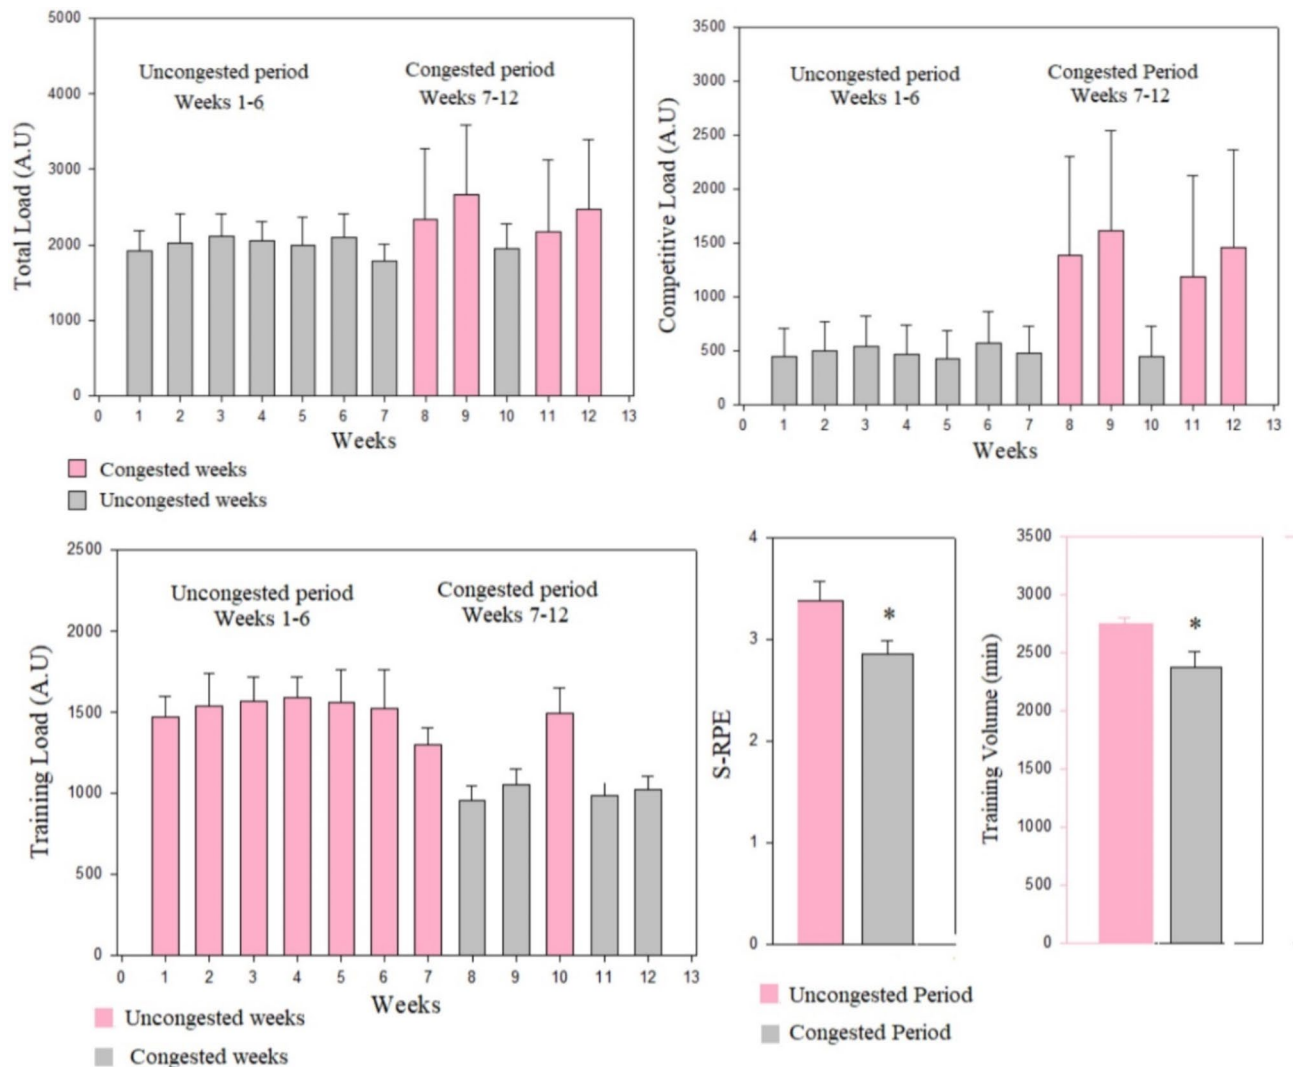 5000
4000
3000
2000
1000
0
Total Load (A.U)
Uncongested period
Weeks 1-6
Congested period
Weeks 7-12
0 1 2 3 4 5 6 7 8 9 10 11 12 13
Weeks
Congested weeks
Uncongested weeks
3500
3000
2500
2000
1500
1000
500
0
Competitive Load (A.U)
Uncongested period
Weeks 1-6
Congested Period
Weeks 7-12
0 1 2 3 4 5 6 7 8 9 10 11 12 13
Weeks
2500
2000
1500
1000
500
0
Training Load (A.U)
Uncongested period
Weeks 1-6
Congested period
Weeks 7-12
0 1 2 3 4 5 6 7 8 9 10 11 12 13
Weeks
Uncongested weeks
Congested weeks
4
3
2
1
0
S-RPE
*
3500
3000
2500
2000
1500
1000
500
0
Training Volume (min)
*
Uncongested Period
Congested Period